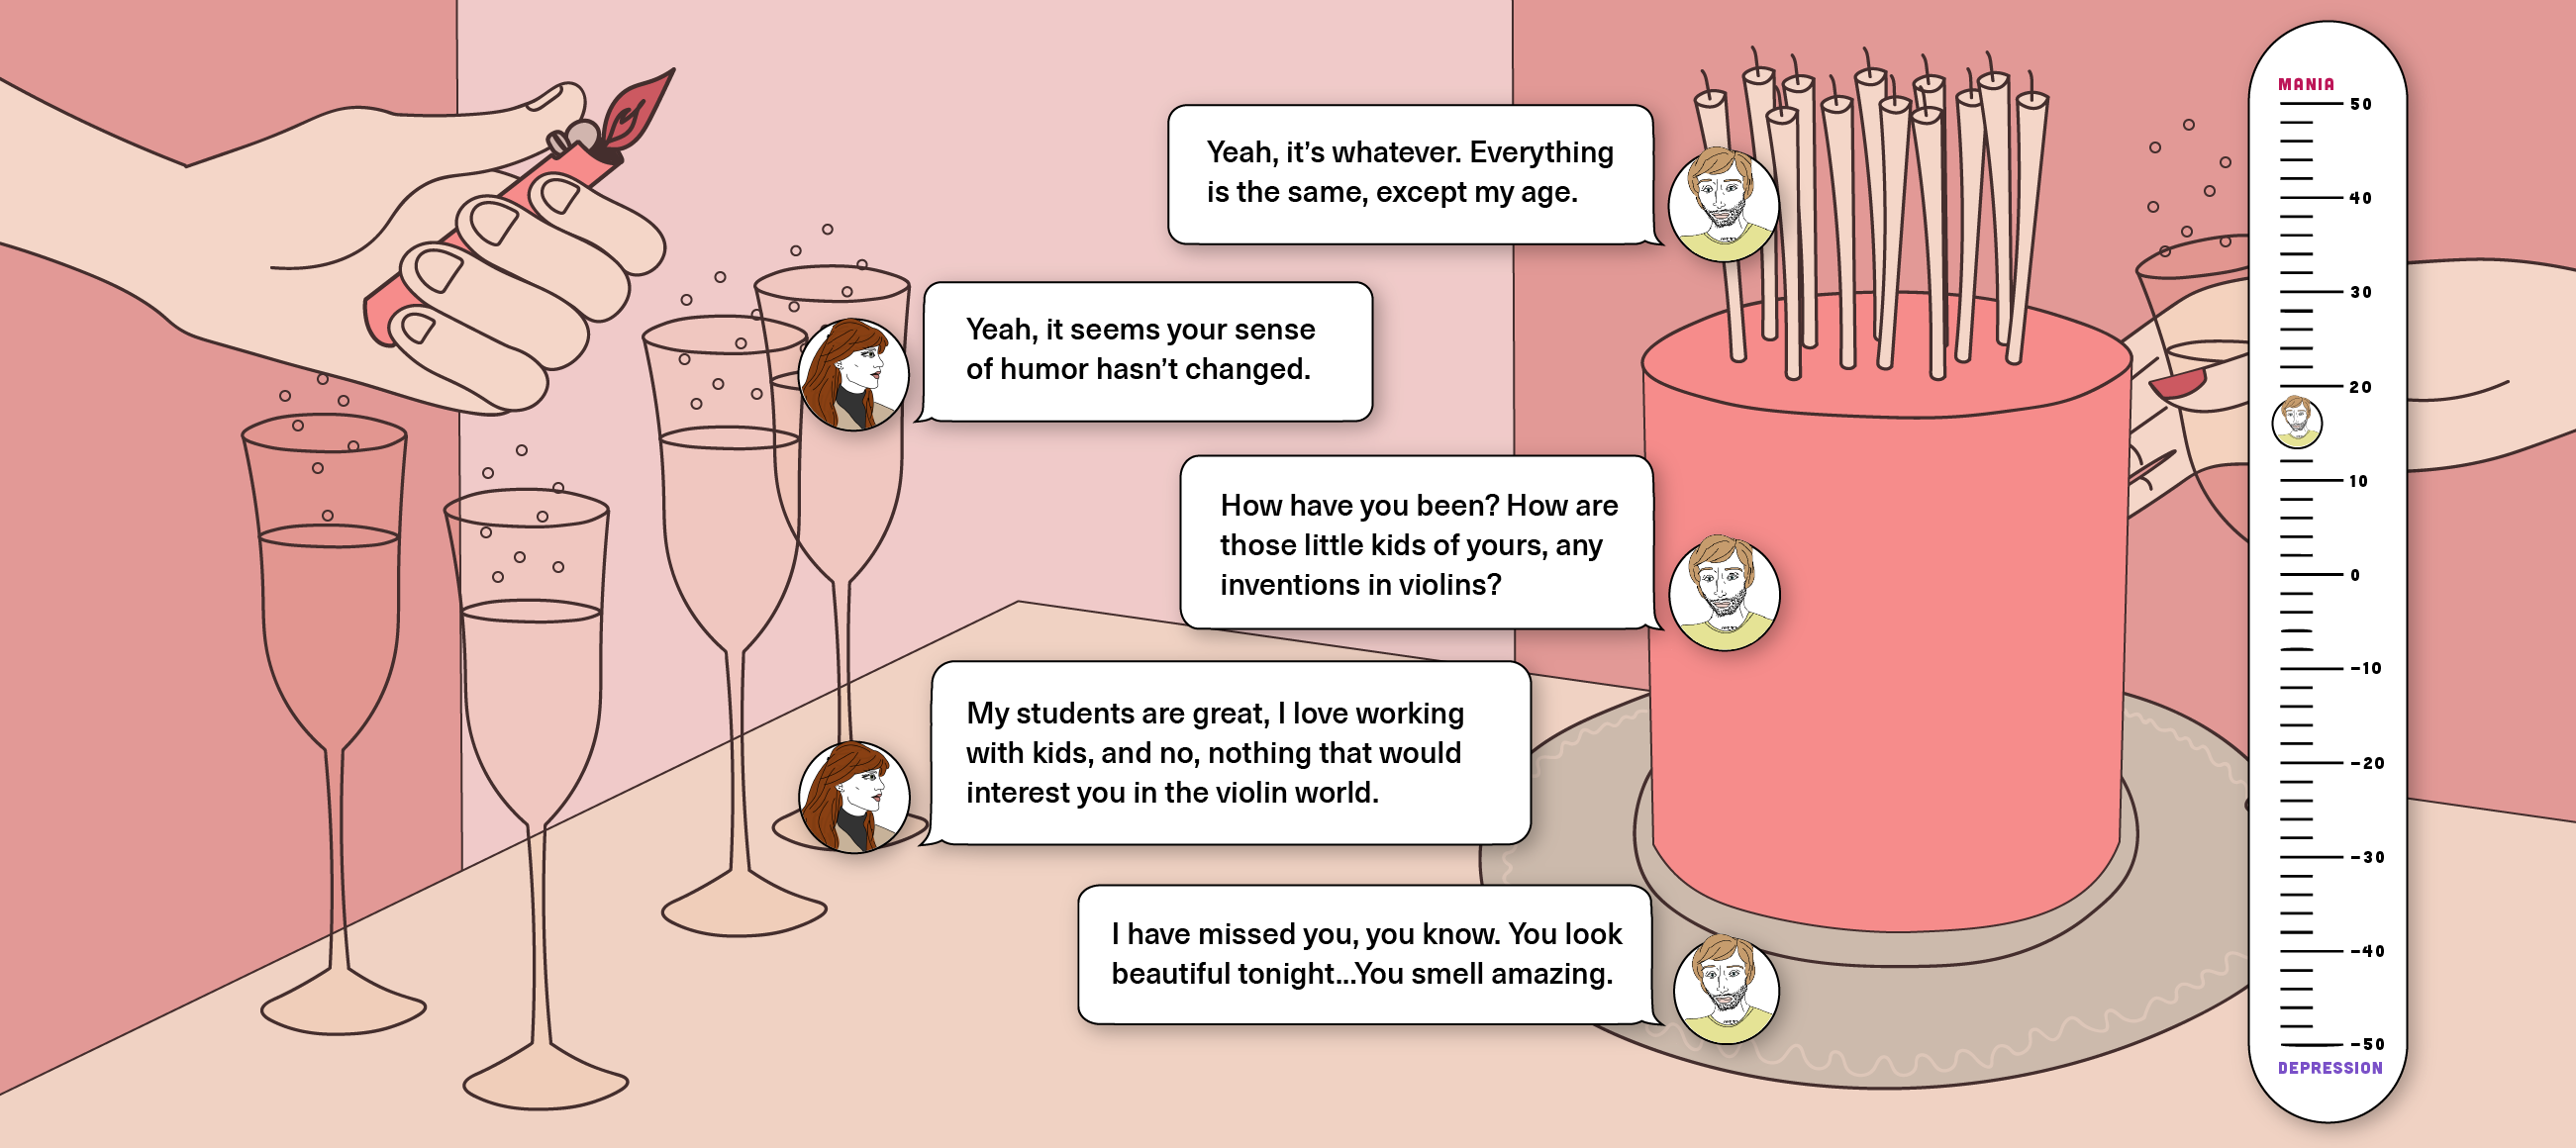 Yeah, it’s whatever. Everything
is the same, except my age.
Yeah, it seems your sense
of humor hasn’t changed.
How have you been? How are
those little kids of yours, any
inventions in violins?
My students are great, I love working
with kids, and no, nothing that would
interest you in the violin world.
I have missed you, you know. You look
beautiful tonight...You smell amazing.
MANIA
50
40
30
20
10
0
-10
-20
-30
-40
-50
DEPRESSION